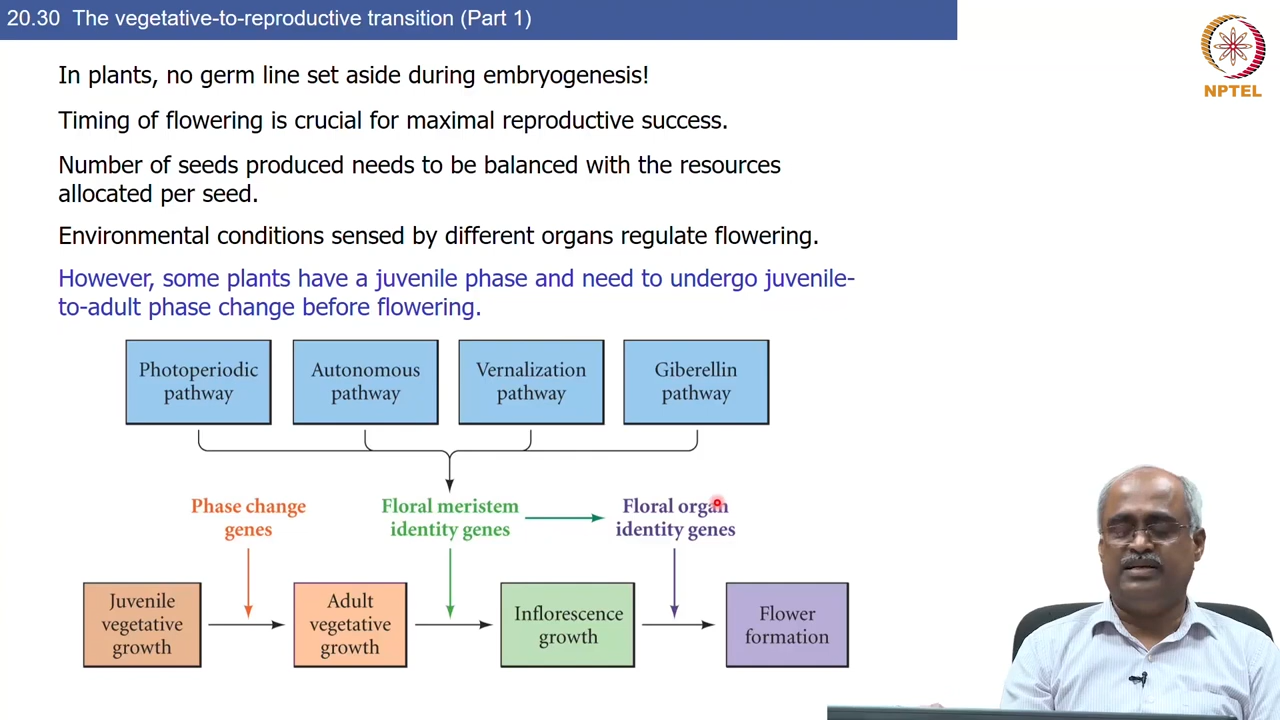 20.30 The vegetative-to-reproductive transition (Part 1)
NPTEL
In plants, no germ line set aside during embryogenesis!
Timing of flowering is crucial for maximal reproductive success.
Number of seeds produced needs to be balanced with the resources
allocated per seed.
Environmental conditions sensed by different organs regulate flowering.
However, some plants have a juvenile phase and need to undergo juvenile-
to-adult phase change before flowering.
Photoperiodic
pathway
Autonomous
pathway
Vernalization
pathway
Giberellin
pathway
Phase change
genes
Floral meristem
identity genes
Floral organ
identity genes
Juvenile
vegetative
growth
Adult
vegetative
growth
Inflorescence
growth
Flower
formation